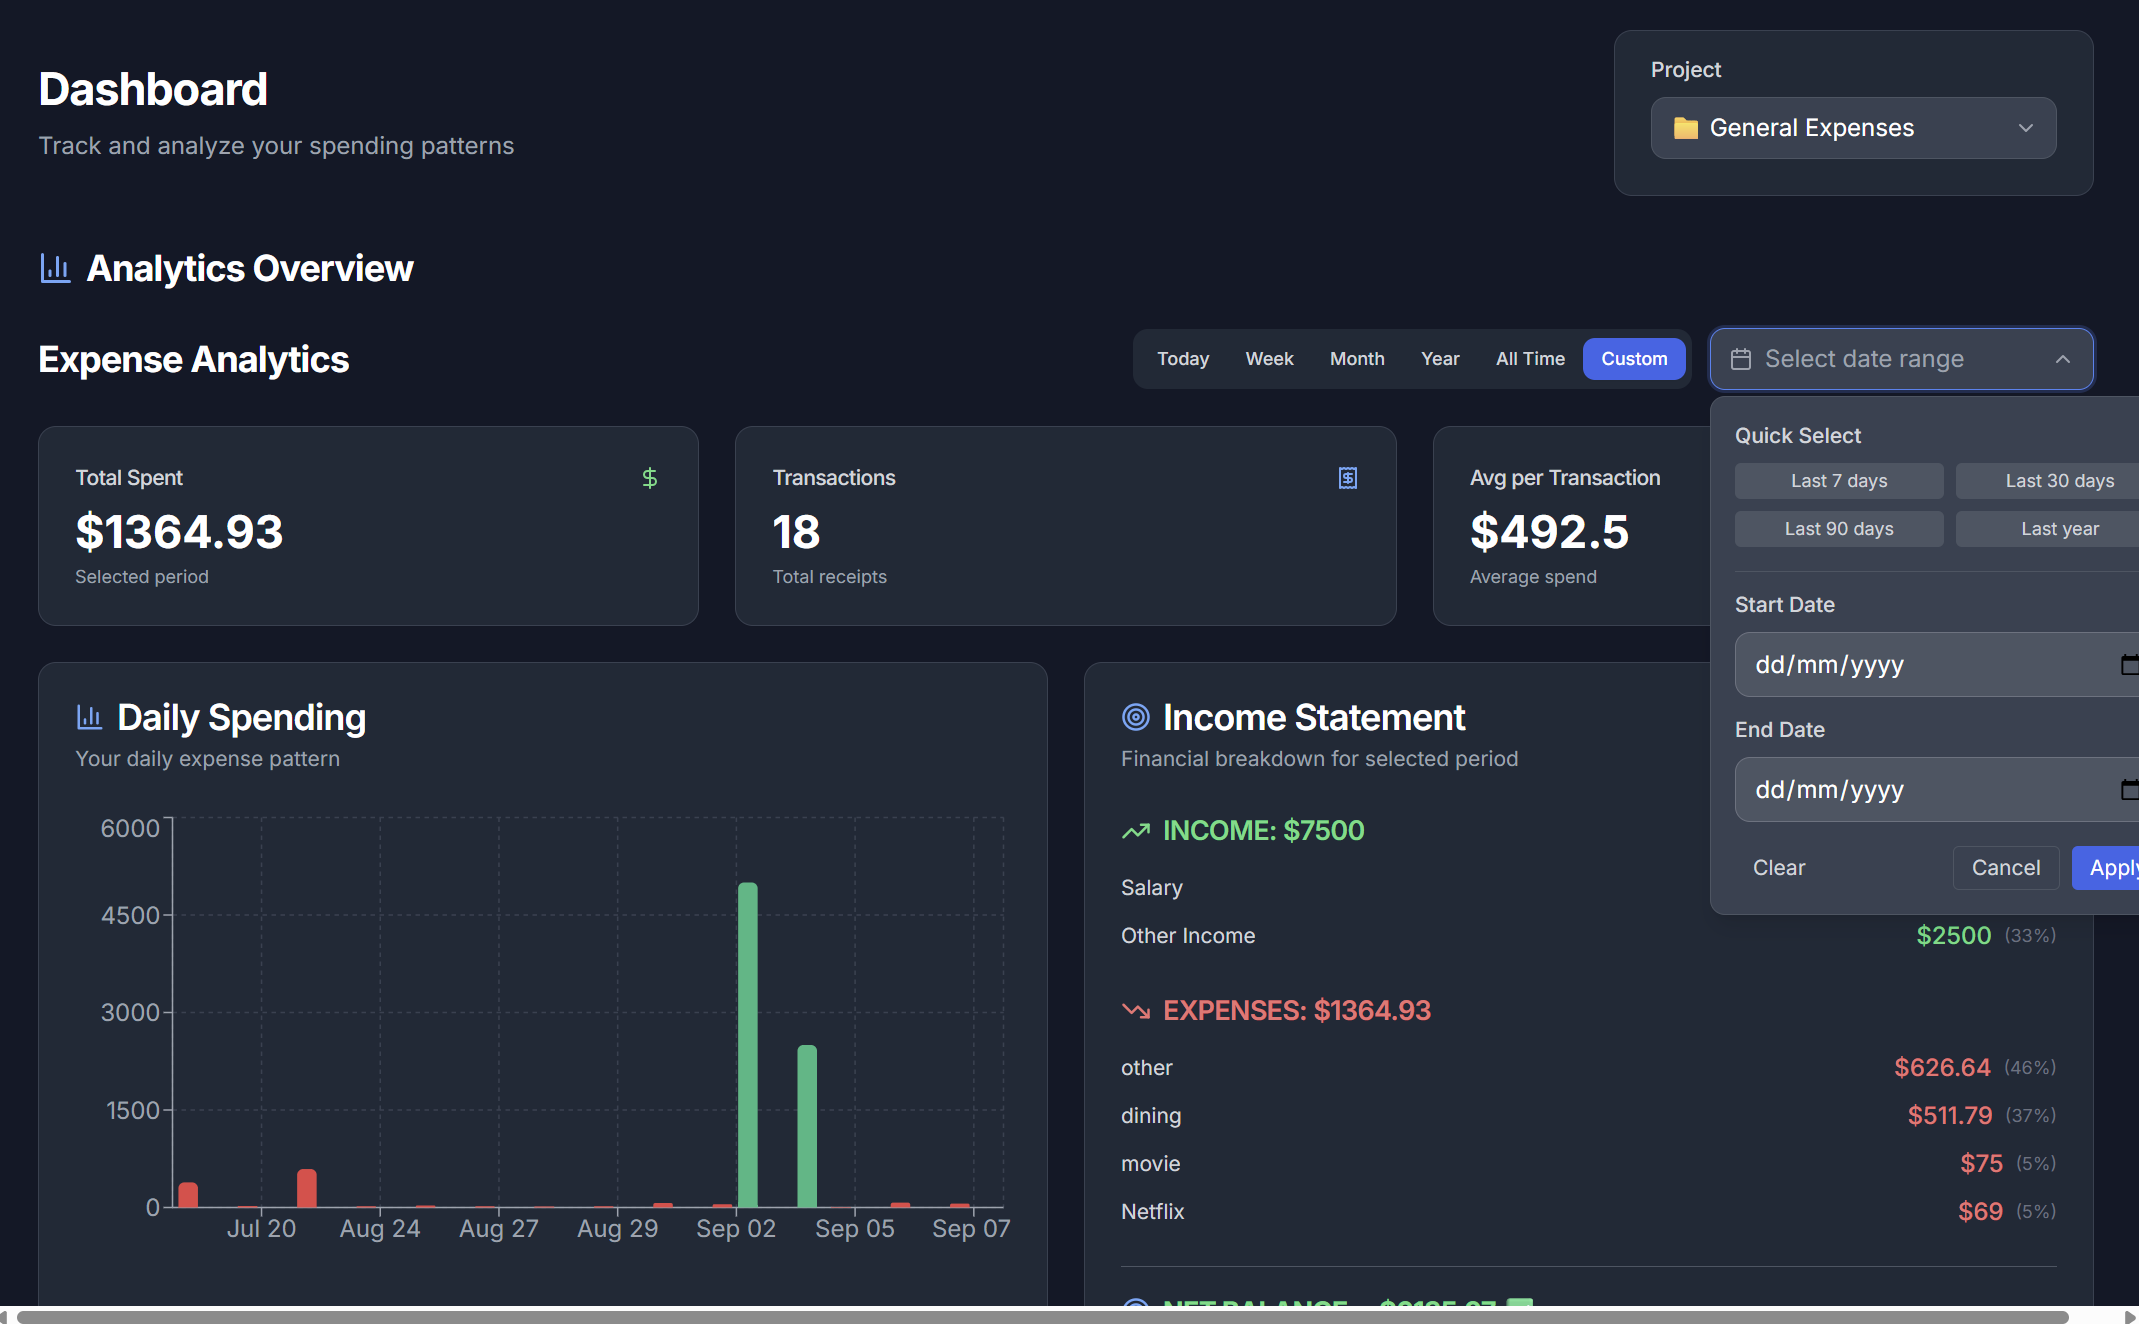 Dashboard
Track and analyze your spending patterns
Project
General Expenses
Analytics Overview
Expense Analytics
Today Week Month Year All Time Custom
Select date range
Quick Select
Last 7 days Last 30 days
Last 90 days Last year
Start Date
dd/mm/yyyy
End Date
dd/mm/yyyy
Clear Cancel Apply
Total Spent
$1364.93
Selected period
Transactions
18
Total receipts
Avg per Transaction
$492.5
Average spend
Daily Spending
Your daily expense pattern
6000
4500
3000
1500
0
Jul 20 Aug 24 Aug 27 Aug 29 Sep 02 Sep 05 Sep 07
Income Statement
Financial breakdown for selected period
INCOME: $7500
Salary
Other Income $2500 (33%)
EXPENSES: $1364.93
other $626.64 (46%)
dining $511.79 (37%)
movie $75 (5%)
Netflix $69 (5%)
NET BALANCE